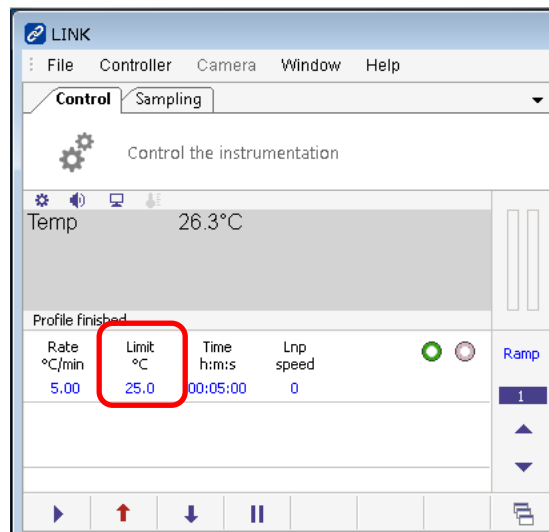 LINK
File Controller Camera Window Help
Control Sampling
Control the instrumentation
Temp 26.3°C
Profile finished
Rate Limit Time Lnp
°C/min °C h:m:s speed
Ramp
5.00 25.0 00:05:00 0
1